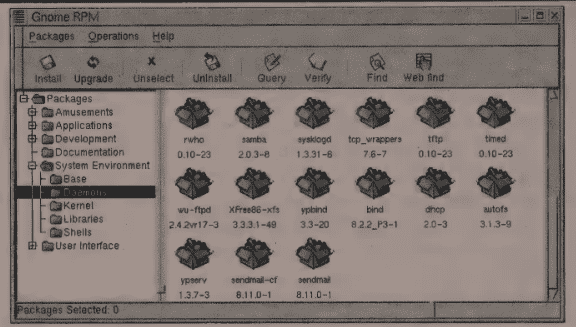 Gnome RPM
Packages Operations Help
Install Upgrade Unselect Uninstall Query Verify Find Web find
Packages
Amusements
Applications
Development
Documentation
System Environment
Base
Daemons
Kernel
Libraries
Shells
User Interface
rwho samba sysklogd tcp_wrappers tftp timed
0.10-23 2.0.3-8 1.3.31-6 7.6-7 0.10-23 0.10-23
wu-ftpd XFree86-xfs ypbind bind dhcp autofs
2.4.2vr17-3 3.3.3.1-49 3.3-20 8.2.2_P3-1 2.0-3 3.1.3-9
ypserv sendmail-cf sendmail
1.3.7-3 8.11.0-1 8.11.0-1
Packages Selected: 0